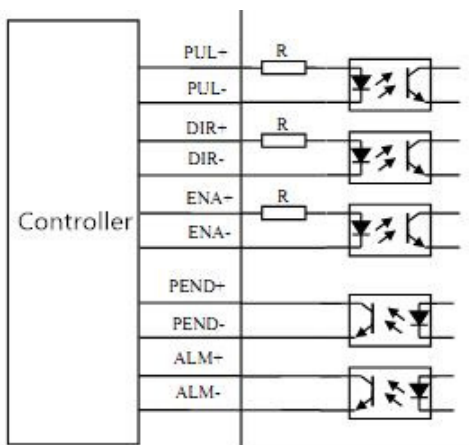 PUL+
R
PUL-
DIR+
R
DIR-
ENA+
R
Controller
ENA-
PEND+
PEND-
ALM+
ALM-